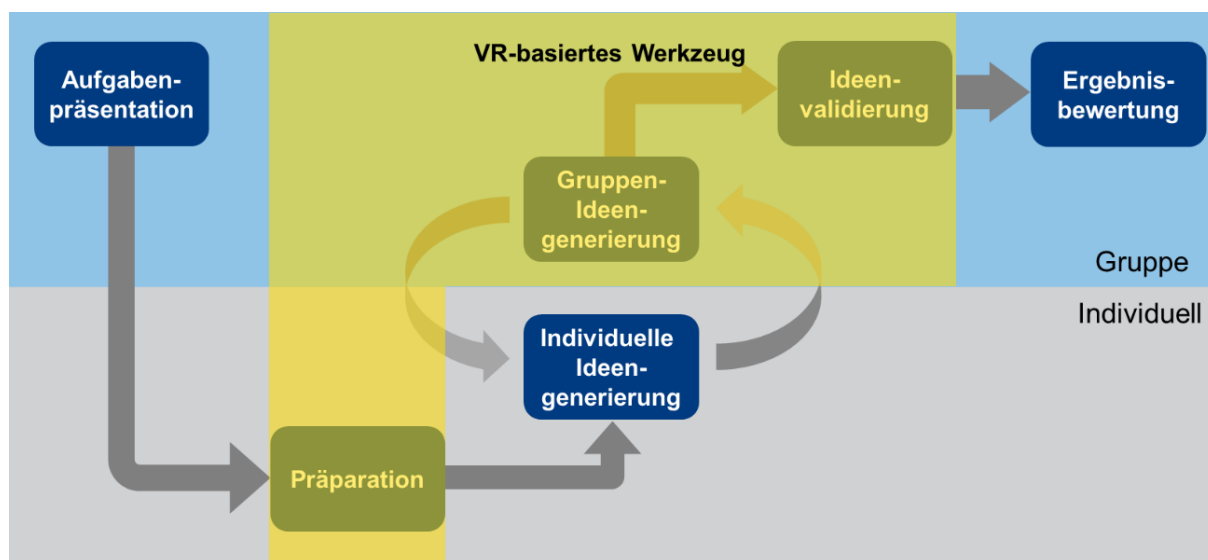 Aufgaben-
präsentation
VR-basiertes Werkzeug
Ideen-
validierung
Ergebnis-
bewertung
Gruppen-
Ideen-
generierung
Gruppe
Individuell
Individuelle
Ideen-
generierung
Präparation